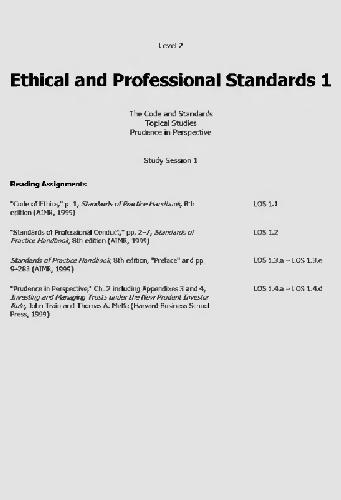 Level 2
Ethical and Professional Standards 1
The Code and Standards
Topical Studies
Prudence in Perspective
Study Session 1
Reading Assignments
"Code of Ethics," p. 1, Standards of Practice Handbook, 8th LOS 1.1
edition (AIMR, 1999)
"Standards of Professional Conduct," pp. 2–7, Standards of LOS 1.2
Practice Handbook, 8th edition (AIMR, 1999)
Standards of Practice Handbook, 8th edition, "Preface" and pp. LOS 1.3.a – LOS 1.3.e
9–283 (AIMR, 1999)
"Prudence in Perspective," Ch. 2 including Appendixes 3 and 4, LOS 1.4.a – LOS 1.4.d
Investing and Managing Trusts under the New Prudent Investor
Rule, John Train and Thomas A. Melfe (Harvard Business School
Press, 1999)